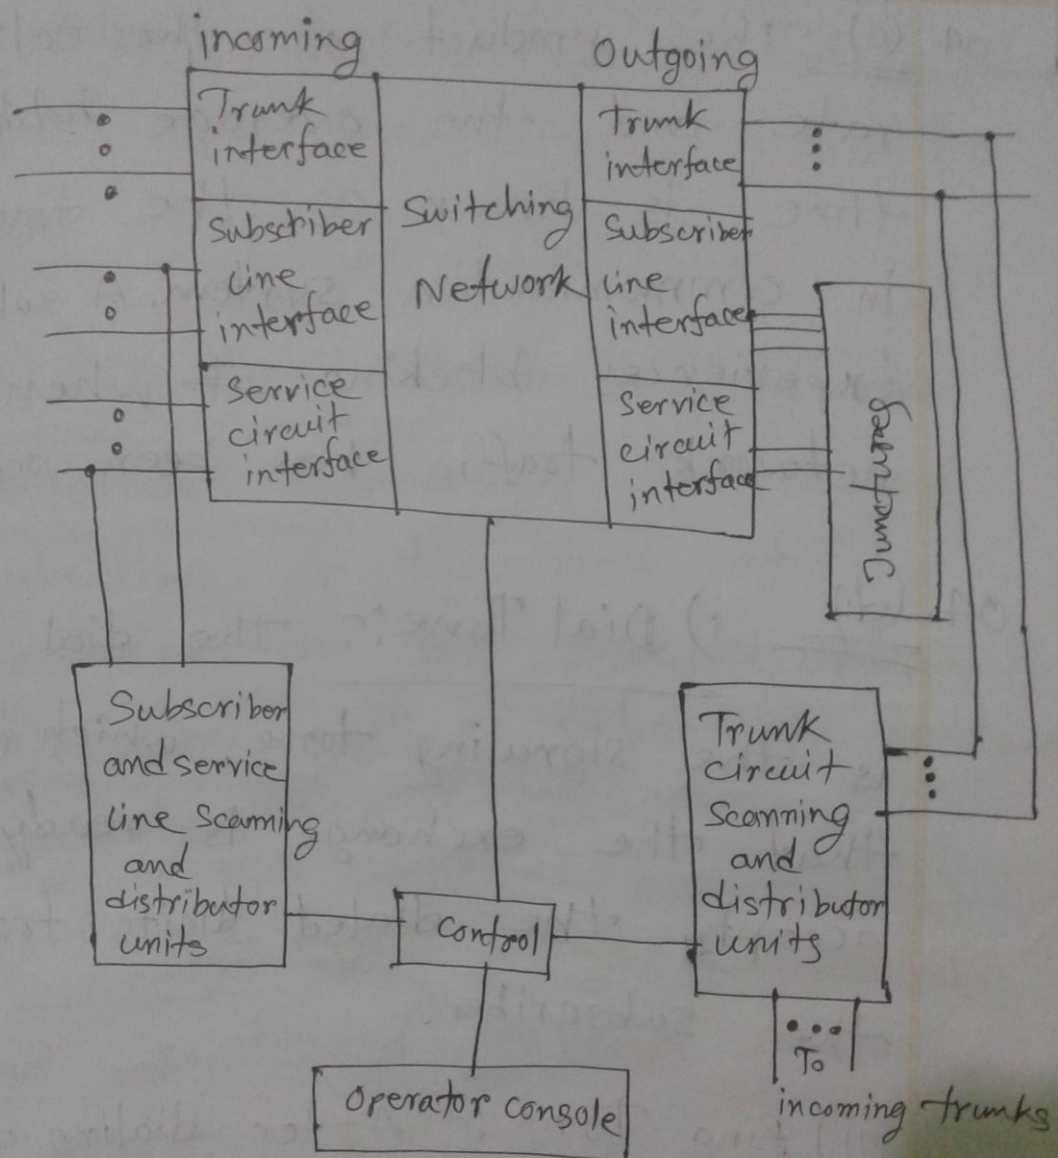 incoming
Outgoing
Trunk
interface
Subscriber
Line
interface
Service
circuit
interface
Switching
Network
Trunk
interface
Subscriber
Line
interface
Service
circuit
interface
Junctures
Subscriber
and service
Line Scanning
and
distributor
units
Control
Operator console
Trunk
circuit
Scanning
and
distributor
units
To
incoming trunks